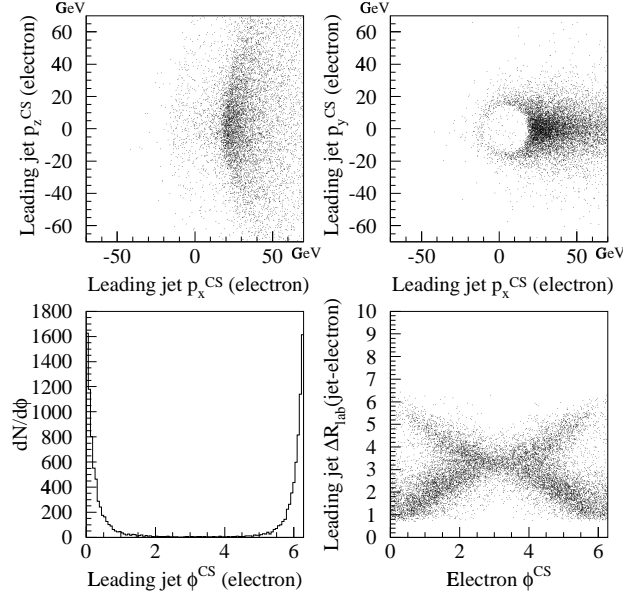 GeV
Leading jet p_z^CS (electron)
60
40
20
0
-20
-40
-60
-50 0 50 GeV
Leading jet p_x^CS (electron)
GeV
Leading jet p_y^CS (electron)
60
40
20
0
-20
-40
-60
-50 0 50 GeV
Leading jet p_x^CS (electron)
dN/dϕ
1800
1600
1400
1200
1000
800
600
400
200
0
0 2 4 6
Leading jet ϕ^CS (electron)
Leading jet ΔR_lab(jet-electron)
10
9
8
7
6
5
4
3
2
1
0
0 2 4 6
Electron ϕ^CS